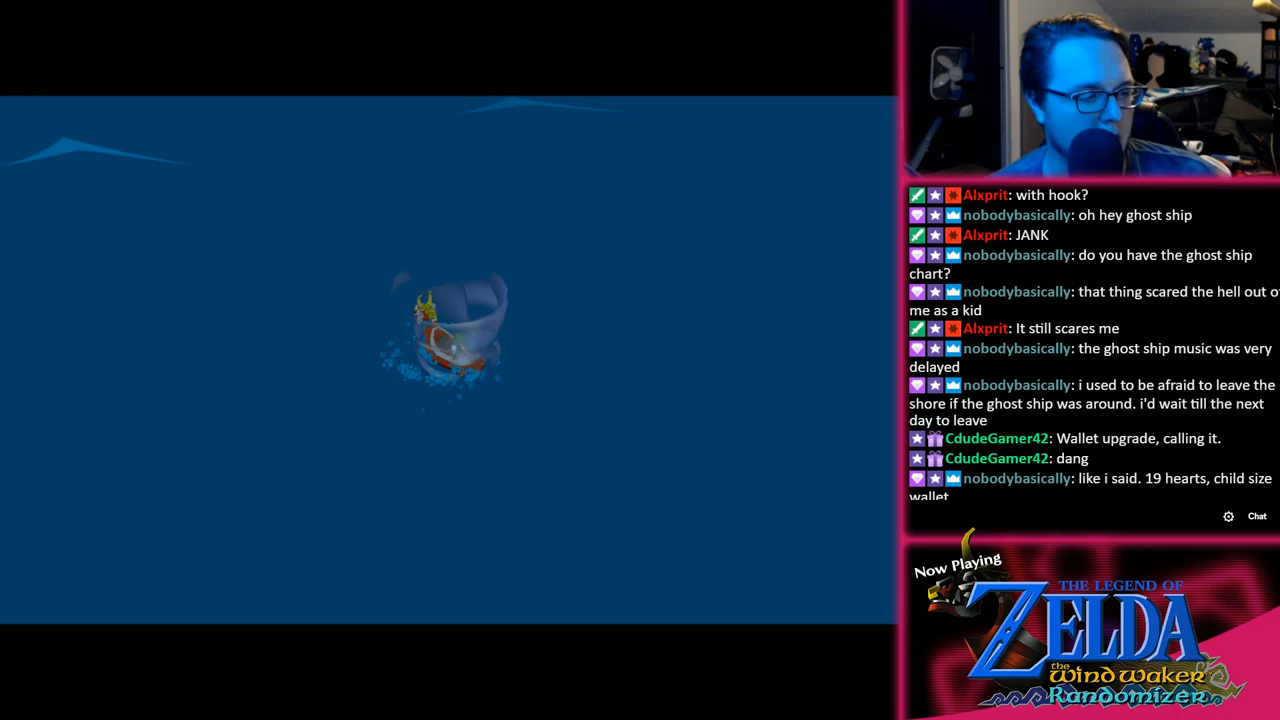 Alxprit: with hook?
nobodybasically: oh hey ghost ship
Alxprit: JANK
nobodybasically: do you have the ghost ship
chart?
nobodybasically: that thing scared the hell out of
me as a kid
Alxprit: It still scares me
nobodybasically: the ghost ship music was very
delayed
nobodybasically: i used to be afraid to leave the
shore if the ghost ship was around. i'd wait till the next
day to leave
CdudeGamer42: Wallet upgrade, calling it.
CdudeGamer42: dang
nobodybasically: like i said. 19 hearts, child size
wallet
Chat
Now Playing
THE LEGEND OF
ZELDA
the
Wind Waker
Randomizer